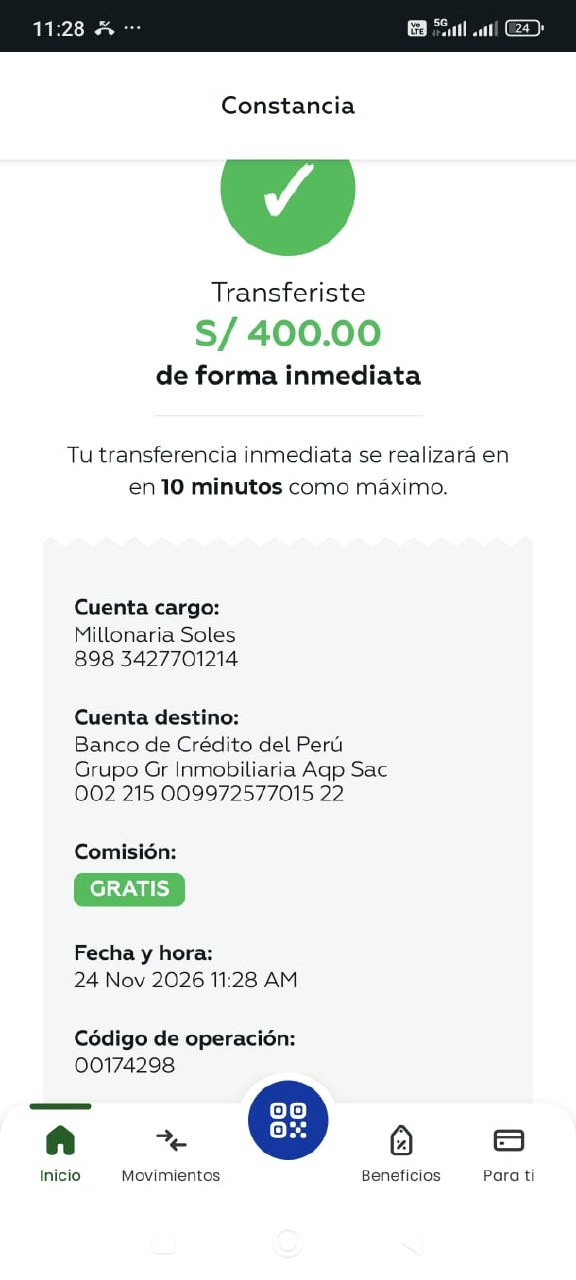 11:28
VoLTE 5G 24
Constancia
Transferiste
S/ 400.00
de forma inmediata
Tu transferencia inmediata se realizará en
en 10 minutos como máximo.
Cuenta cargo:
Millonaria Soles
898 3427701214
Cuenta destino:
Banco de Crédito del Perú
Grupo Gr Inmobiliaria Aqp Sac
002 215 009972577015 22
Comisión:
GRATIS
Fecha y hora:
24 Nov 2026 11:28 AM
Código de operación:
00174298
Inicio
Movimientos
Beneficios
Para ti